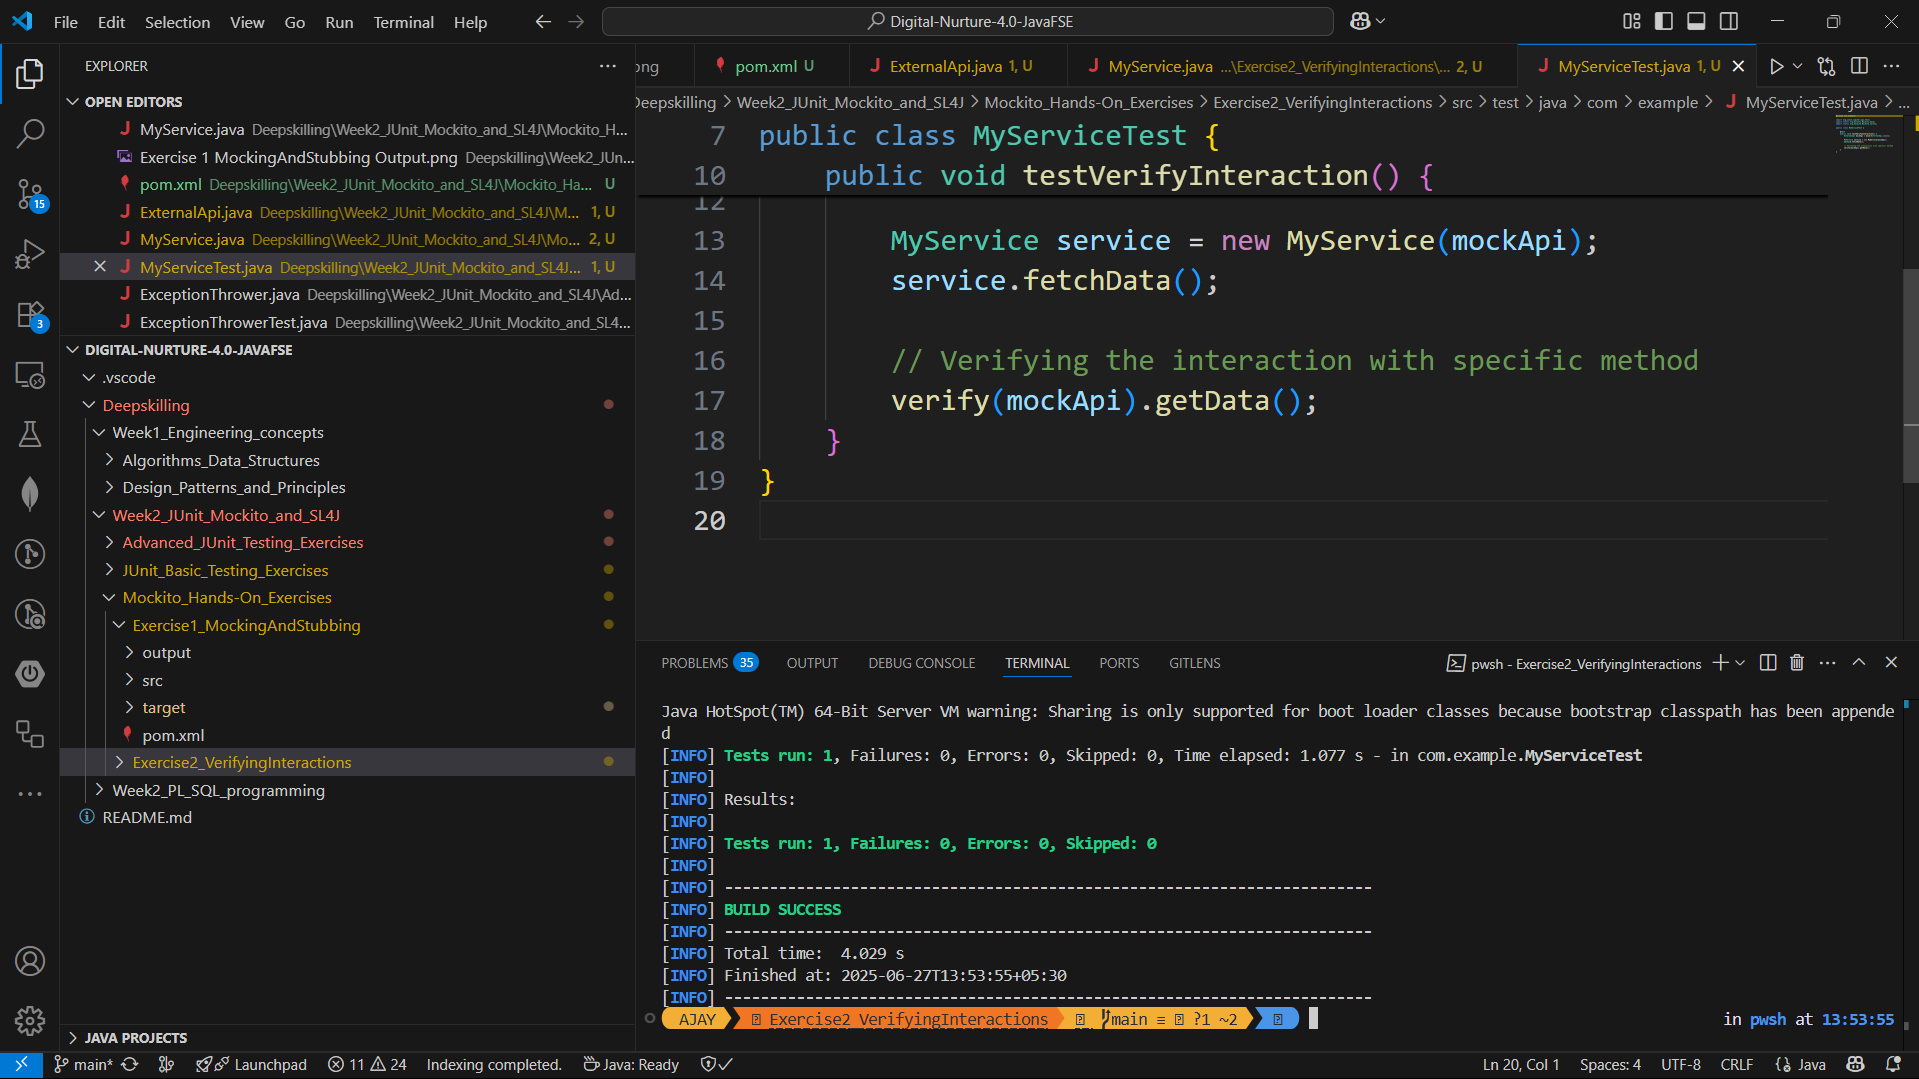 File Edit Selection View Go Run Terminal Help
Digital-Nurture-4.0-JavaFSE
EXPLORER
OPEN EDITORS
MyService.java Deepskilling\Week2_JUnit_Mockito_and_SL4J\Mockito_H...
Exercise 1 MockingAndStubbing Output.png Deepskilling\Week2_JUn...
pom.xml Deepskilling\Week2_JUnit_Mockito_and_SL4J\Mockito_Ha... U
ExternalApi.java Deepskilling\Week2_JUnit_Mockito_and_SL4J\M... 1, U
MyService.java Deepskilling\Week2_JUnit_Mockito_and_SL4J\Mo... 2, U
MyServiceTest.java Deepskilling\Week2_JUnit_Mockito_and_SL4J... 1, U
ExceptionThrower.java Deepskilling\Week2_JUnit_Mockito_and_SL4J\Ad...
ExceptionThrowerTest.java Deepskilling\Week2_JUnit_Mockito_and_SL4...
DIGITAL-NURTURE-4.0-JAVAFSE
.vscode
Deepskilling
Week1_Engineering_concepts
Algorithms_Data_Structures
Design_Patterns_and_Principles
Week2_JUnit_Mockito_and_SL4J
Advanced_JUnit_Testing_Exercises
JUnit_Basic_Testing_Exercises
Mockito_Hands-On_Exercises
Exercise1_MockingAndStubbing
output
src
target
pom.xml
Exercise2_VerifyingInteractions
Week2_PL_SQL_programming
README.md
JAVA PROJECTS
15
3
ong pom.xml U ExternalApi.java 1, U MyService.java ...\Exercise2_VerifyingInteractions\... 2, U MyServiceTest.java 1, U
Deepskilling > Week2_JUnit_Mockito_and_SL4J > Mockito_Hands-On_Exercises > Exercise2_VerifyingInteractions > src > test > java > com > example > MyServiceTest.java > ...
7 public class MyServiceTest {
10 public void testVerifyInteraction() {
12
13 MyService service = new MyService(mockApi);
14 service.fetchData();
15
16 // Verifying the interaction with specific method
17 verify(mockApi).getData();
18 }
19 }
20
PROBLEMS 35 OUTPUT DEBUG CONSOLE TERMINAL PORTS GITLENS pwsh - Exercise2_VerifyingInteractions
Java HotSpot(TM) 64-Bit Server VM warning: Sharing is only supported for boot loader classes because bootstrap classpath has been appende
d
[INFO] Tests run: 1, Failures: 0, Errors: 0, Skipped: 0, Time elapsed: 1.077 s - in com.example.MyServiceTest
[INFO]
[INFO] Results:
[INFO]
[INFO] Tests run: 1, Failures: 0, Errors: 0, Skipped: 0
[INFO]
[INFO] ------------------------------------------------------------------------
[INFO] BUILD SUCCESS
[INFO] ------------------------------------------------------------------------
[INFO] Total time:  4.029 s
[INFO] Finished at: 2025-06-27T13:53:55+05:30
[INFO] ------------------------------------------------------------------------
AJAY Exercise2_VerifyingInteractions main ≡ ?1 ~2 in pwsh at 13:53:55
main* Launchpad 11 24 Indexing completed. Java: Ready Ln 20, Col 1 Spaces: 4 UTF-8 CRLF {} Java